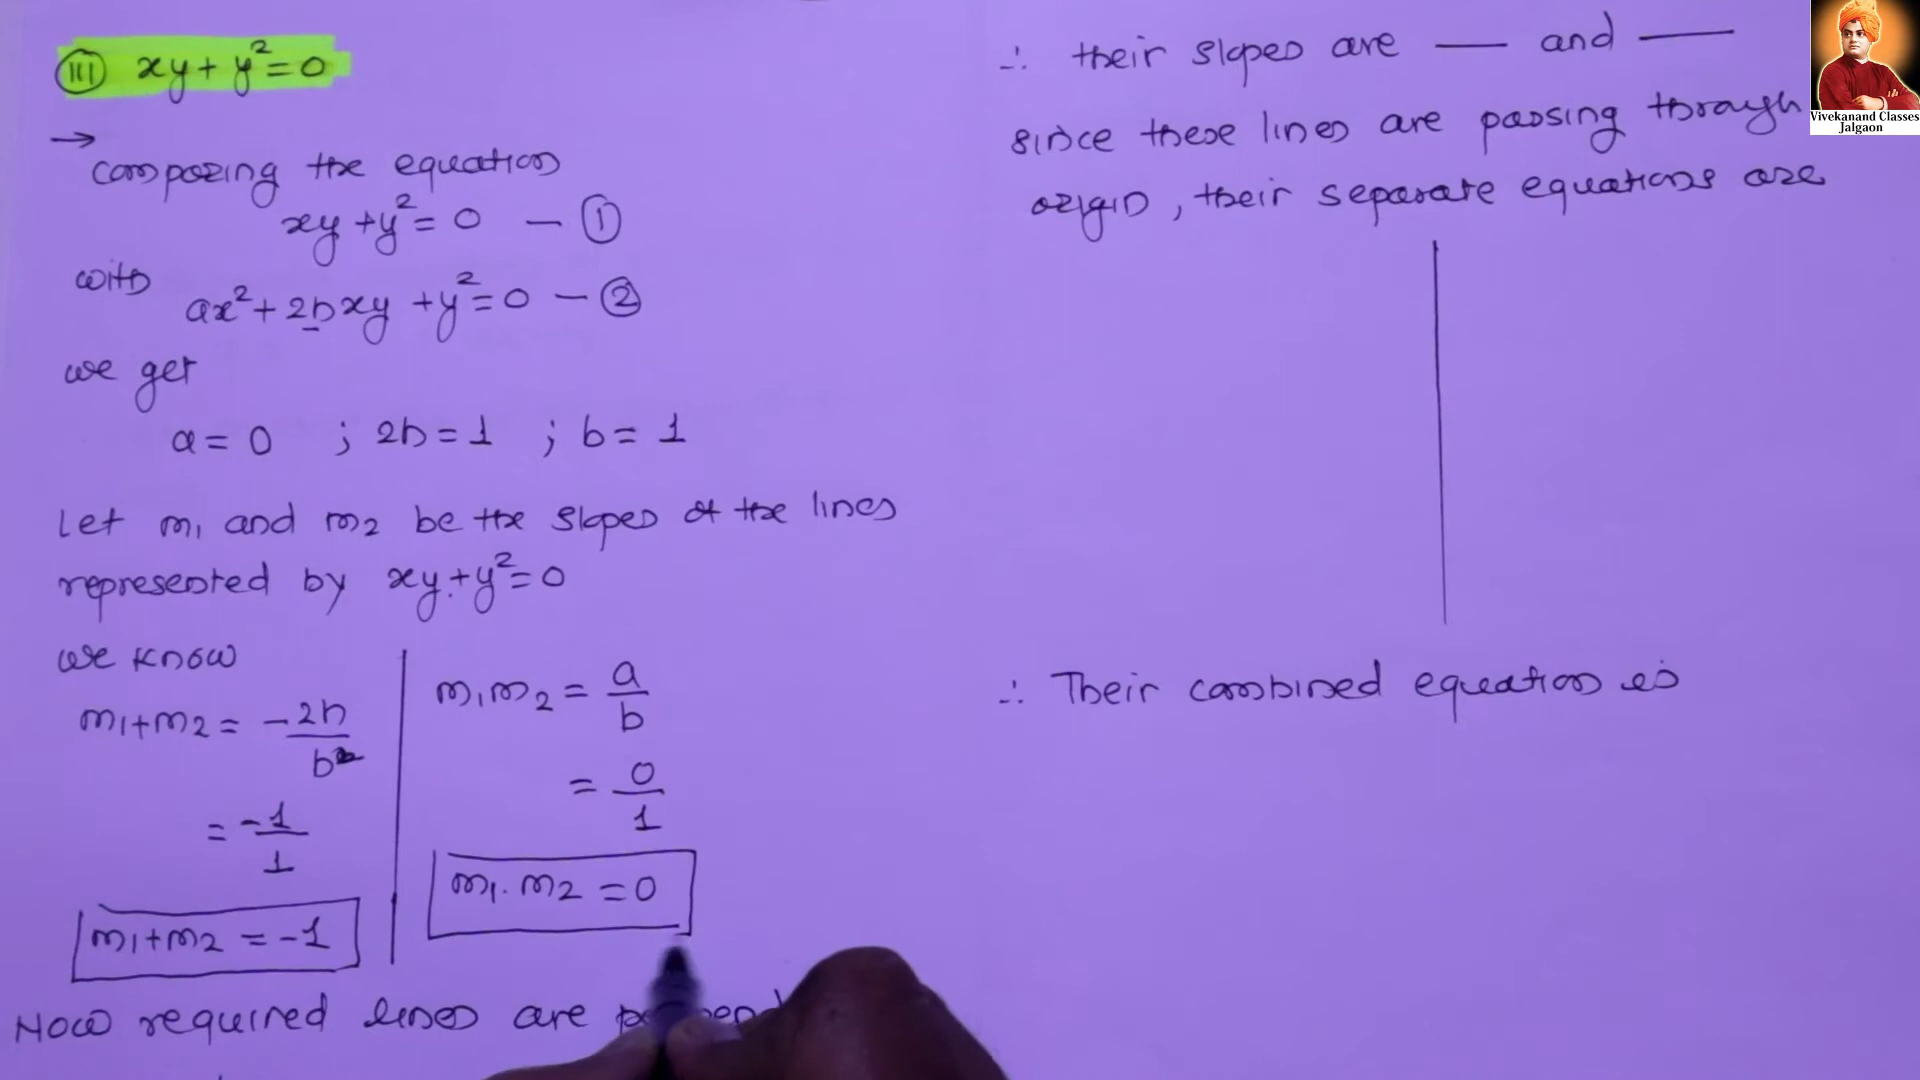 (III) xy + y² = 0
→
comparing the equation
xy + y² = 0 — ①
with
ax² + 2hxy + y² = 0 — ②
we get
a = 0 ; 2h = 1 ; b = 1
Let m₁ and m₂ be the slopes of the lines
represented by xy + y² = 0
we know
m₁+m₂ = -2h/b
= -1/1
m₁+m₂ = -1
m₁m₂ = a/b
= 0/1
m₁. m₂ = 0
Now required lines are
∴ their slopes are — and —
since these lines are passing through
origin, their separate equations are
∴ Their combined equation is
Vivekanand Classes
Jalgaon